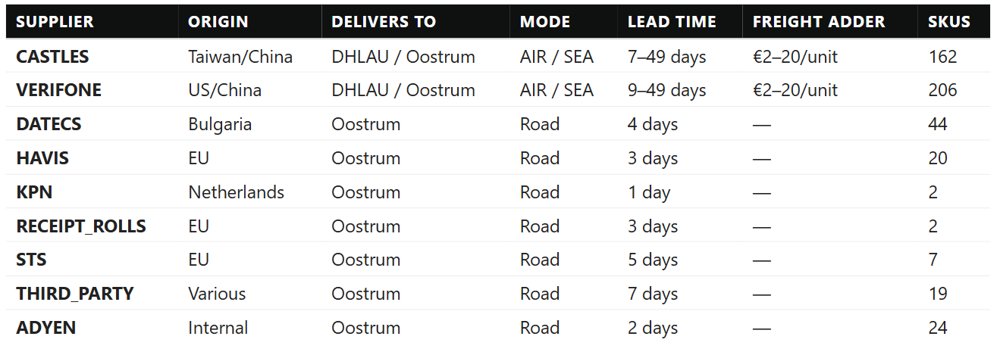 SUPPLIER ORIGIN DELIVERS TO MODE LEAD TIME FREIGHT ADDER SKUS
CASTLES Taiwan/China DHLAU / Oostrum AIR / SEA 7–49 days €2–20/unit 162
VERIFONE US/China DHLAU / Oostrum AIR / SEA 9–49 days €2–20/unit 206
DATECS Bulgaria Oostrum Road 4 days — 44
HAVIS EU Oostrum Road 3 days — 20
KPN Netherlands Oostrum Road 1 day — 2
RECEIPT_ROLLS EU Oostrum Road 3 days — 2
STS EU Oostrum Road 5 days — 7
THIRD_PARTY Various Oostrum Road 7 days — 19
ADYEN Internal Oostrum Road 2 days — 24